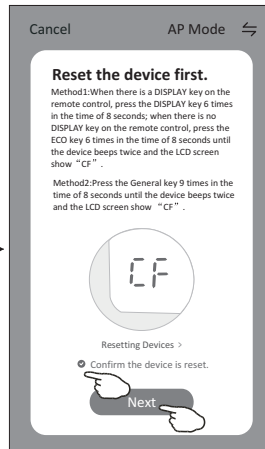 Cancel AP Mode
Reset the device first.
Method1:When there is a DISPLAY key on the
remote control, press the DISPLAY key 6 times
in the time of 8 seconds; when there is no
DISPLAY key on the remote control, press the
ECO key 6 times in the time of 8 seconds until
the device beeps twice and the LCD screen
show “CF”.
Method2:Press the General key 9 times in the
time of 8 seconds until the device beeps twice
and the LCD screen show “CF”.
CF
Resetting Devices >
Confirm the device is reset.
Next